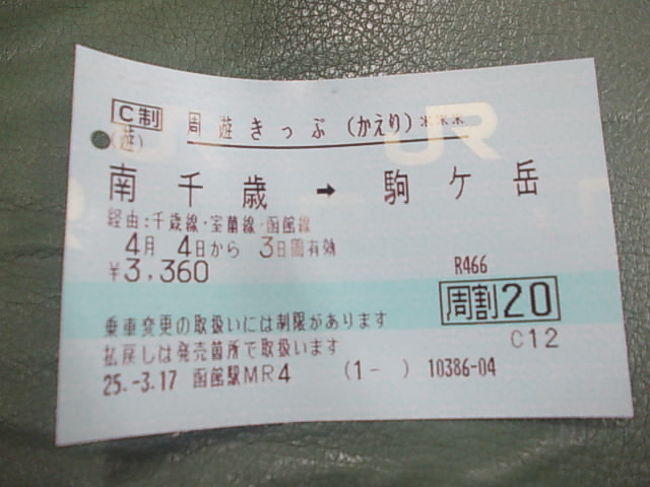 C制
周遊きっぷ(かえり)***
(遊)
南千歳 → 駒ケ岳
経由:千歳線・室蘭線・函館線
4月 4日から 3日間有効
¥3,360
R466
周割20
乗車変更の取扱いには制限があります
C12
払戻しは発売箇所で取扱います
25.-3.17 函館駅MR4 (1- ) 10386-04
JR